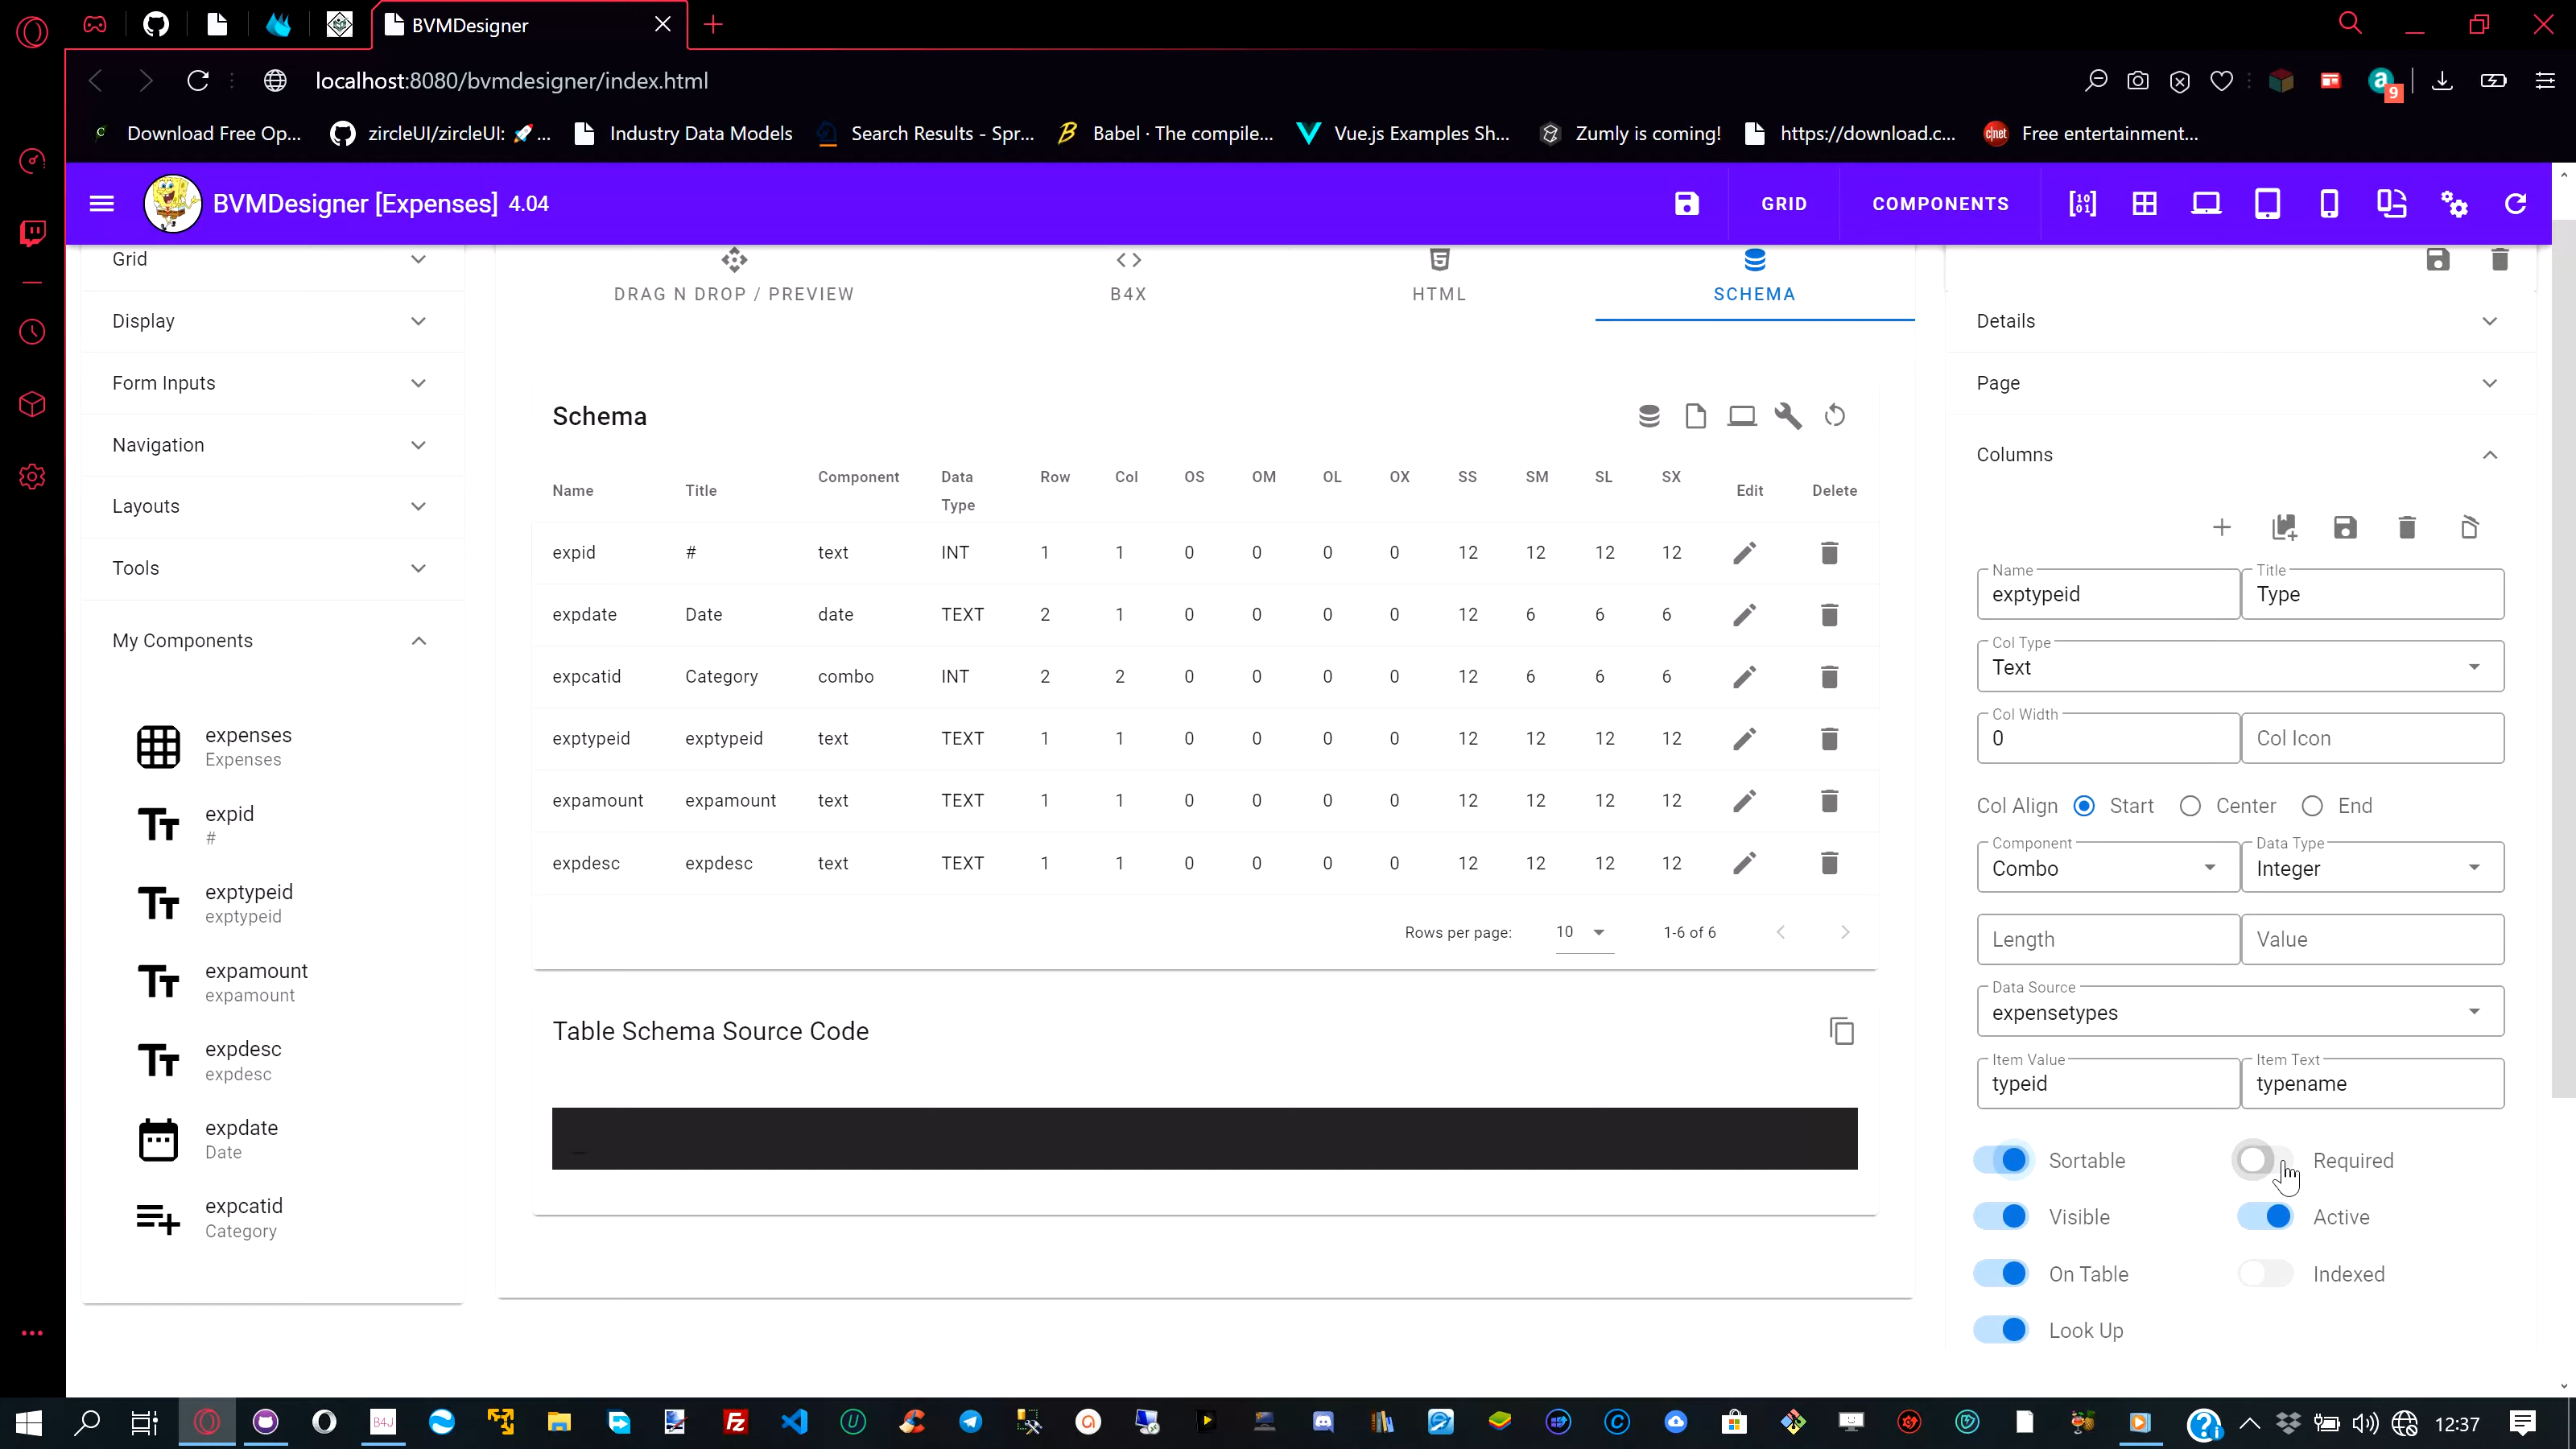 BVMDesigner
localhost:8080/bvmdesigner/index.html
9
Download Free Op...
zircleUI/zircleUI: 🚀 ...
Industry Data Models
Search Results - Spr...
Babel · The compile...
Vue.js Examples Sh...
Zumly is coming!
https://download.c...
Free entertainment...
BVMDesigner [Expenses] 4.04
GRID
COMPONENTS
Grid
Display
Form Inputs
Navigation
Layouts
Tools
My Components
expenses
Expenses
expid
#
exptypeid
exptypeid
expamount
expamount
expdesc
expdesc
expdate
Date
expcatid
Category
DRAG N DROP / PREVIEW
B4X
HTML
SCHEMA
Schema
Name Title Component Data Type Row Col OS OM OL OX SS SM SL SX Edit Delete
expid # text INT 1 1 0 0 0 0 12 12 12 12
expdate Date date TEXT 2 1 0 0 0 0 12 6 6 6
expcatid Category combo INT 2 2 0 0 0 0 12 6 6 6
exptypeid exptypeid text TEXT 1 1 0 0 0 0 12 12 12 12
expamount expamount text TEXT 1 1 0 0 0 0 12 12 12 12
expdesc expdesc text TEXT 1 1 0 0 0 0 12 12 12 12
Rows per page: 10 1-6 of 6
Table Schema Source Code
Details
Page
Columns
Name Title
exptypeid Type
Col Type
Text
Col Width
0 Col Icon
Col Align Start Center End
Component Data Type
Combo Integer
Length Value
Data Source
expensetypes
Item Value Item Text
typeid typename
Sortable Required
Visible Active
On Table Indexed
Look Up
B4J
12:37